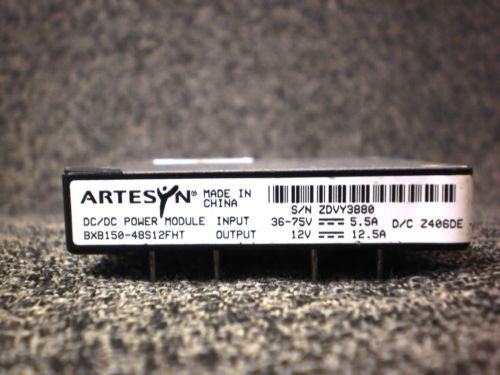 ARTESYN® MADE IN CHINA
S/N ZDVY3880
DC/DC POWER MODULE INPUT 36-75V 5.5A D/C Z406DE
BXB150-48S12FHT OUTPUT 12V 12.5A